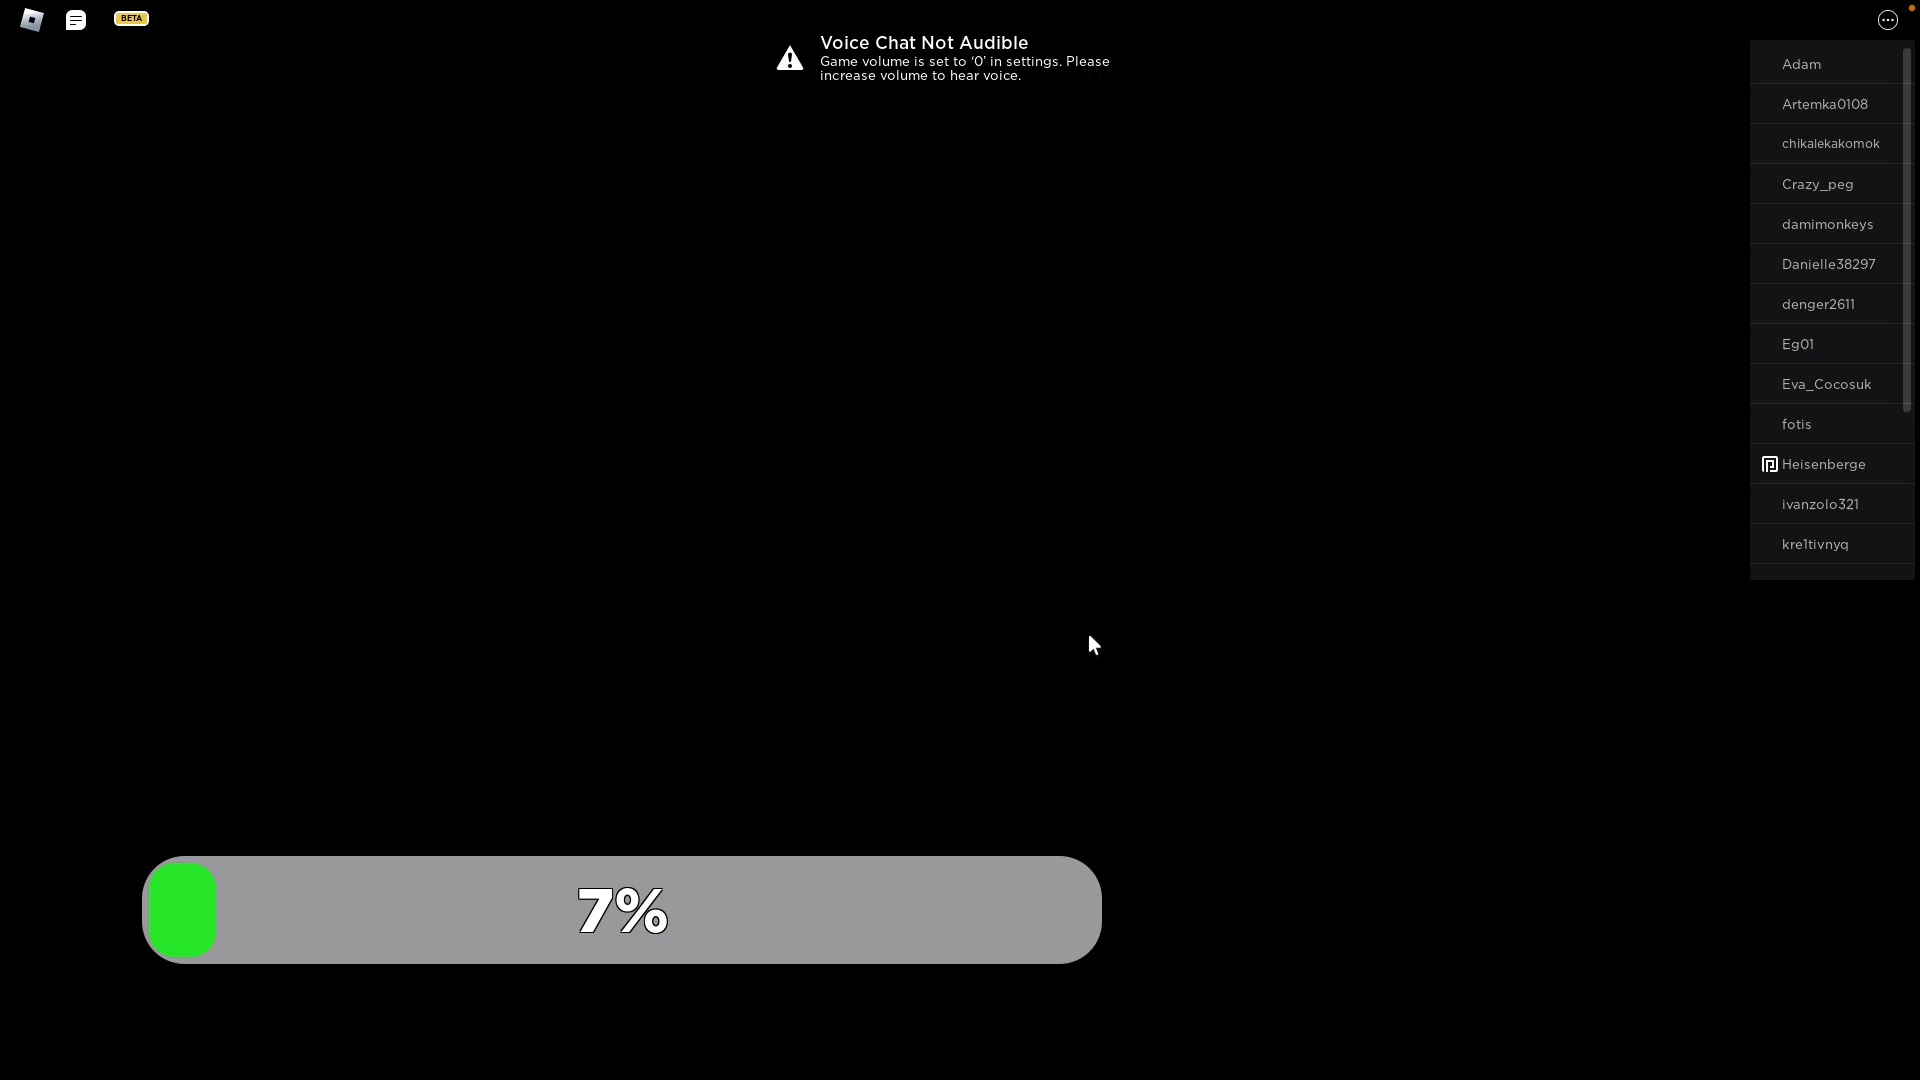 BETA
Voice Chat Not Audible
Game volume is set to ‘0’ in settings. Please
increase volume to hear voice.
Adam
Artemka0108
chikalekakomok
Crazy_peg
damimonkeys
Danielle38297
denger2611
Eg01
Eva_Cocosuk
fotis
Heisenberge
ivanzolo321
kre1tivnyq
7%